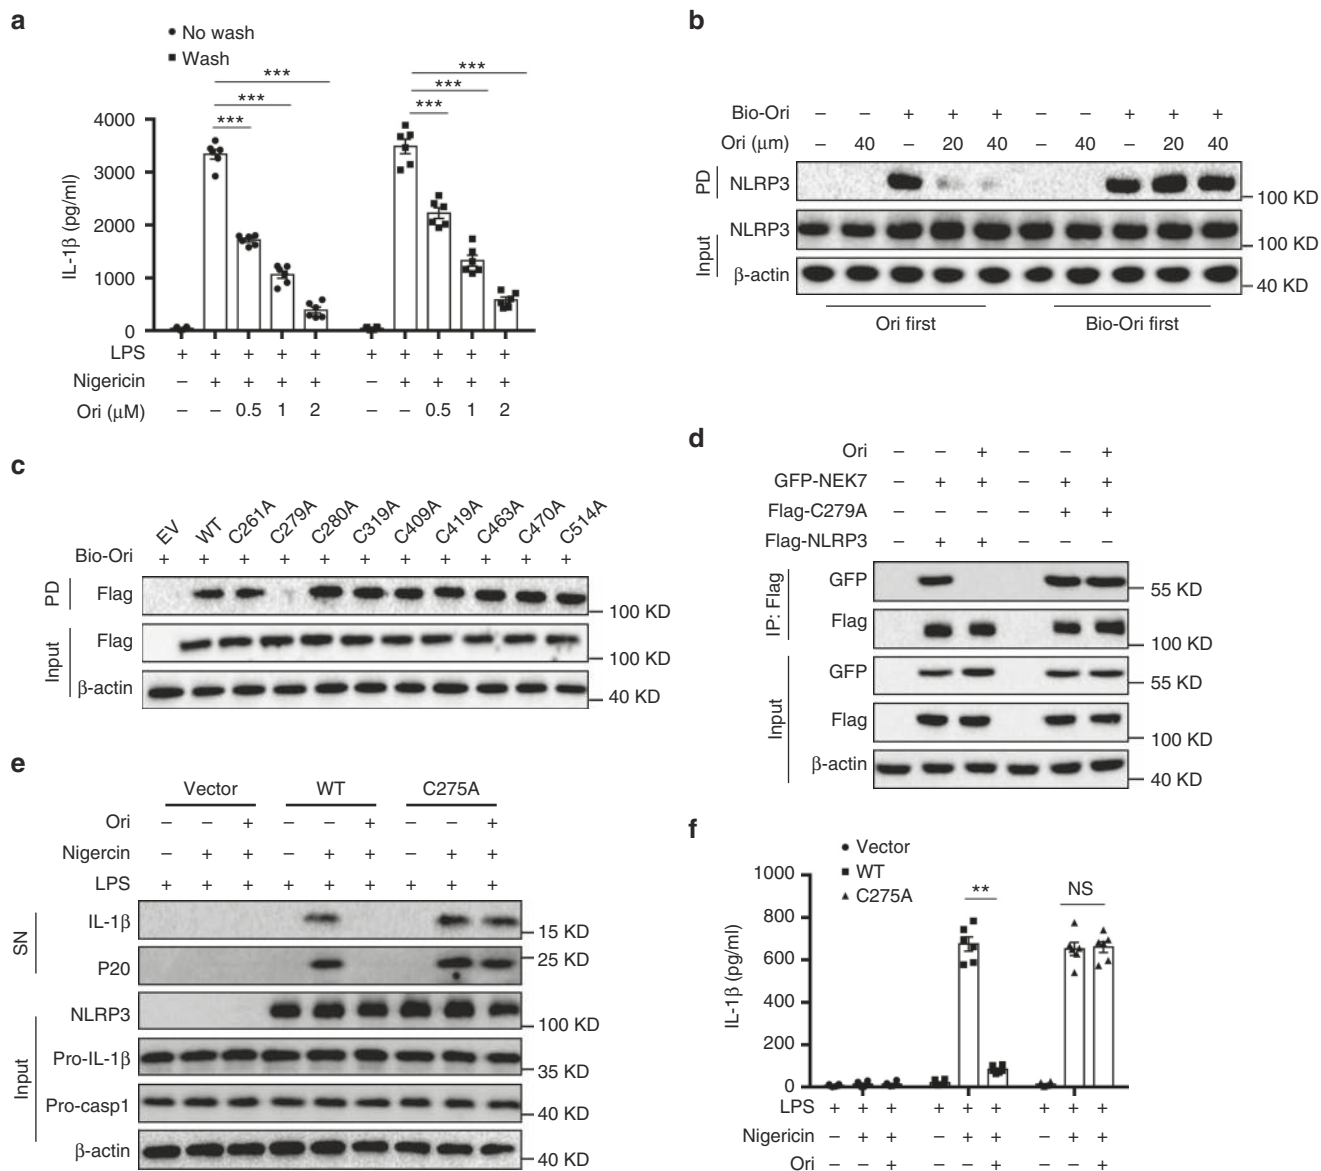 a
No wash
Wash
*** *** *** *** *** ***
IL-1β (pg/ml)
4000
3000
2000
1000
0
LPS + + + + + + + + + +
Nigericin – + + + + – + + + +
Ori (μM) – – 0.5 1 2 – – 0.5 1 2
b
Bio-Ori – – + + + – – + + +
Ori (μm) – 40 – 20 40 – 40 – 20 40
PD NLRP3 100 KD
Input NLRP3 100 KD
β-actin 40 KD
Ori first Bio-Ori first
c
EV WT C261A C279A C280A C319A C409A C419A C463A C470A C514A
Bio-Ori + + + + + + + + + + +
PD Flag 100 KD
Input Flag 100 KD
β-actin 40 KD
d
Ori – – + – – +
GFP-NEK7 – + + – + +
Flag-C279A – – – – + +
Flag-NLRP3 – + + – – –
IP: Flag GFP 55 KD
Flag 100 KD
Input GFP 55 KD
Flag 100 KD
β-actin 40 KD
e
Vector WT C275A
Ori – – + – – + – – +
Nigercin – + + – + + – + +
LPS + + + + + + + + +
SN IL-1β 15 KD
P20 25 KD
Input NLRP3 100 KD
Pro-IL-1β 35 KD
Pro-casp1 40 KD
β-actin 40 KD
f
Vector
WT
C275A
** NS
IL-1β (pg/ml)
1000
800
600
400
200
0
LPS + + + + + + + + +
Nigericin – + + – + + – + +
Ori – – + – – + – – +